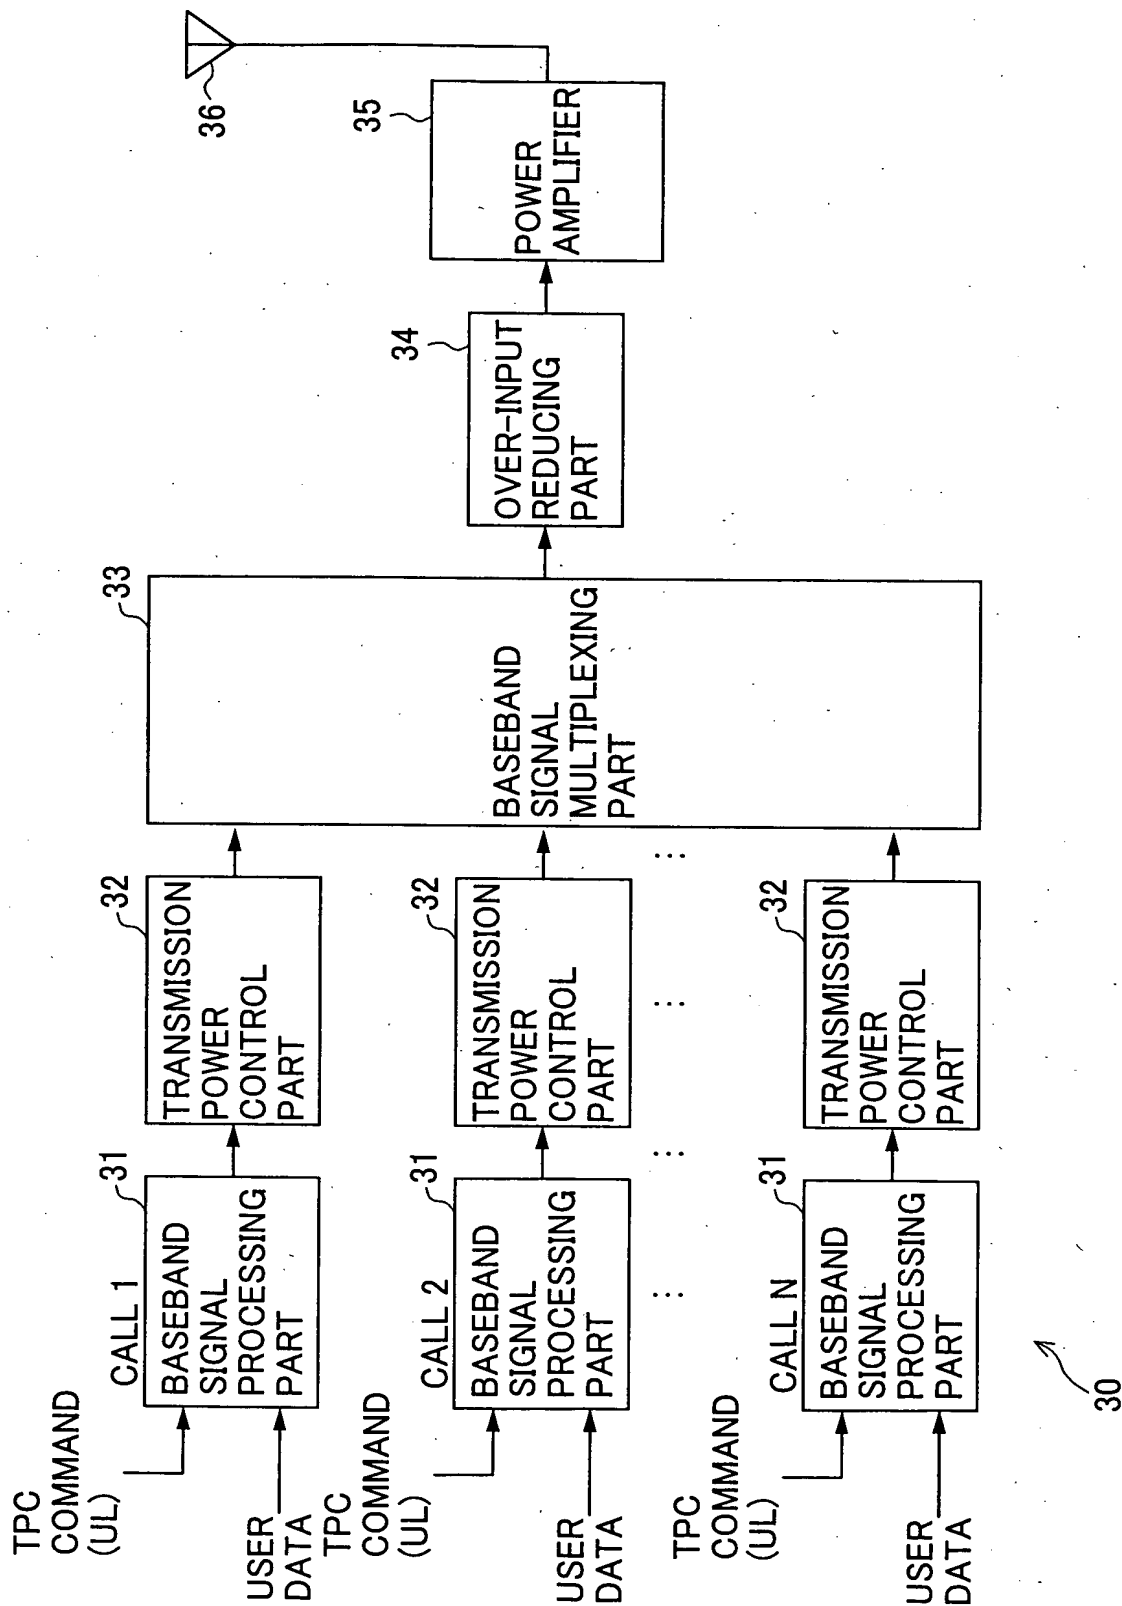 CALL 1
TPC
COMMAND
(UL)
USER
DATA
31
BASEBAND
SIGNAL
PROCESSING
PART
32
TRANSMISSION
POWER
CONTROL
PART
CALL 2
TPC
COMMAND
(UL)
USER
DATA
31
BASEBAND
SIGNAL
PROCESSING
PART
32
TRANSMISSION
POWER
CONTROL
PART
CALL N
TPC
COMMAND
(UL)
USER
DATA
31
BASEBAND
SIGNAL
PROCESSING
PART
32
TRANSMISSION
POWER
CONTROL
PART
33
BASEBAND
SIGNAL
MULTIPLEXING
PART
34
OVER-INPUT
REDUCING
PART
35
POWER
AMPLIFIER
36
30